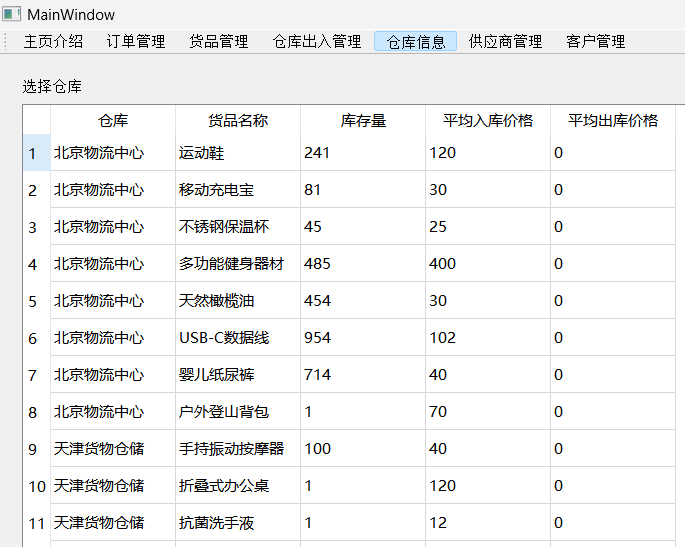 MainWindow
主页介绍 订单管理 货品管理 仓库出入管理 仓库信息 供应商管理 客户管理
选择仓库
仓库 货品名称 库存量 平均入库价格 平均出库价格
1 北京物流中心 运动鞋 241 120 0
2 北京物流中心 移动充电宝 81 30 0
3 北京物流中心 不锈钢保温杯 45 25 0
4 北京物流中心 多功能健身器材 485 400 0
5 北京物流中心 天然橄榄油 454 30 0
6 北京物流中心 USB-C数据线 954 102 0
7 北京物流中心 婴儿纸尿裤 714 40 0
8 北京物流中心 户外登山背包 1 70 0
9 天津货物仓储 手持振动按摩器 100 40 0
10 天津货物仓储 折叠式办公桌 1 120 0
11 天津货物仓储 抗菌洗手液 1 12 0